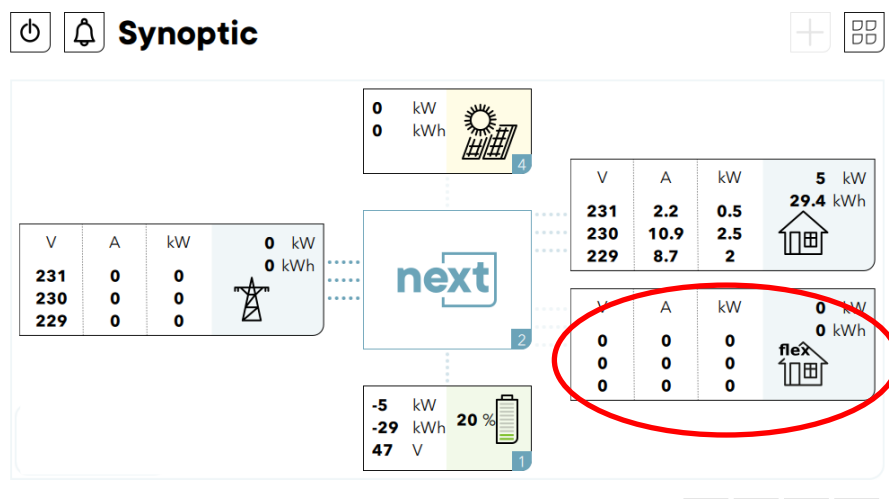 Synoptic
0 kW
0 kWh
4
V A kW 5 kW
29.4 kWh
231 2.2 0.5
230 10.9 2.5
229 8.7 2
V A kW 0 kW
0 kWh
231 0 0
230 0 0
229 0 0
next
2
V A kW 0 kW
0 kWh
flex
0 0 0
0 0 0
0 0 0
-5 kW
-29 kWh 20 %
47 V
1